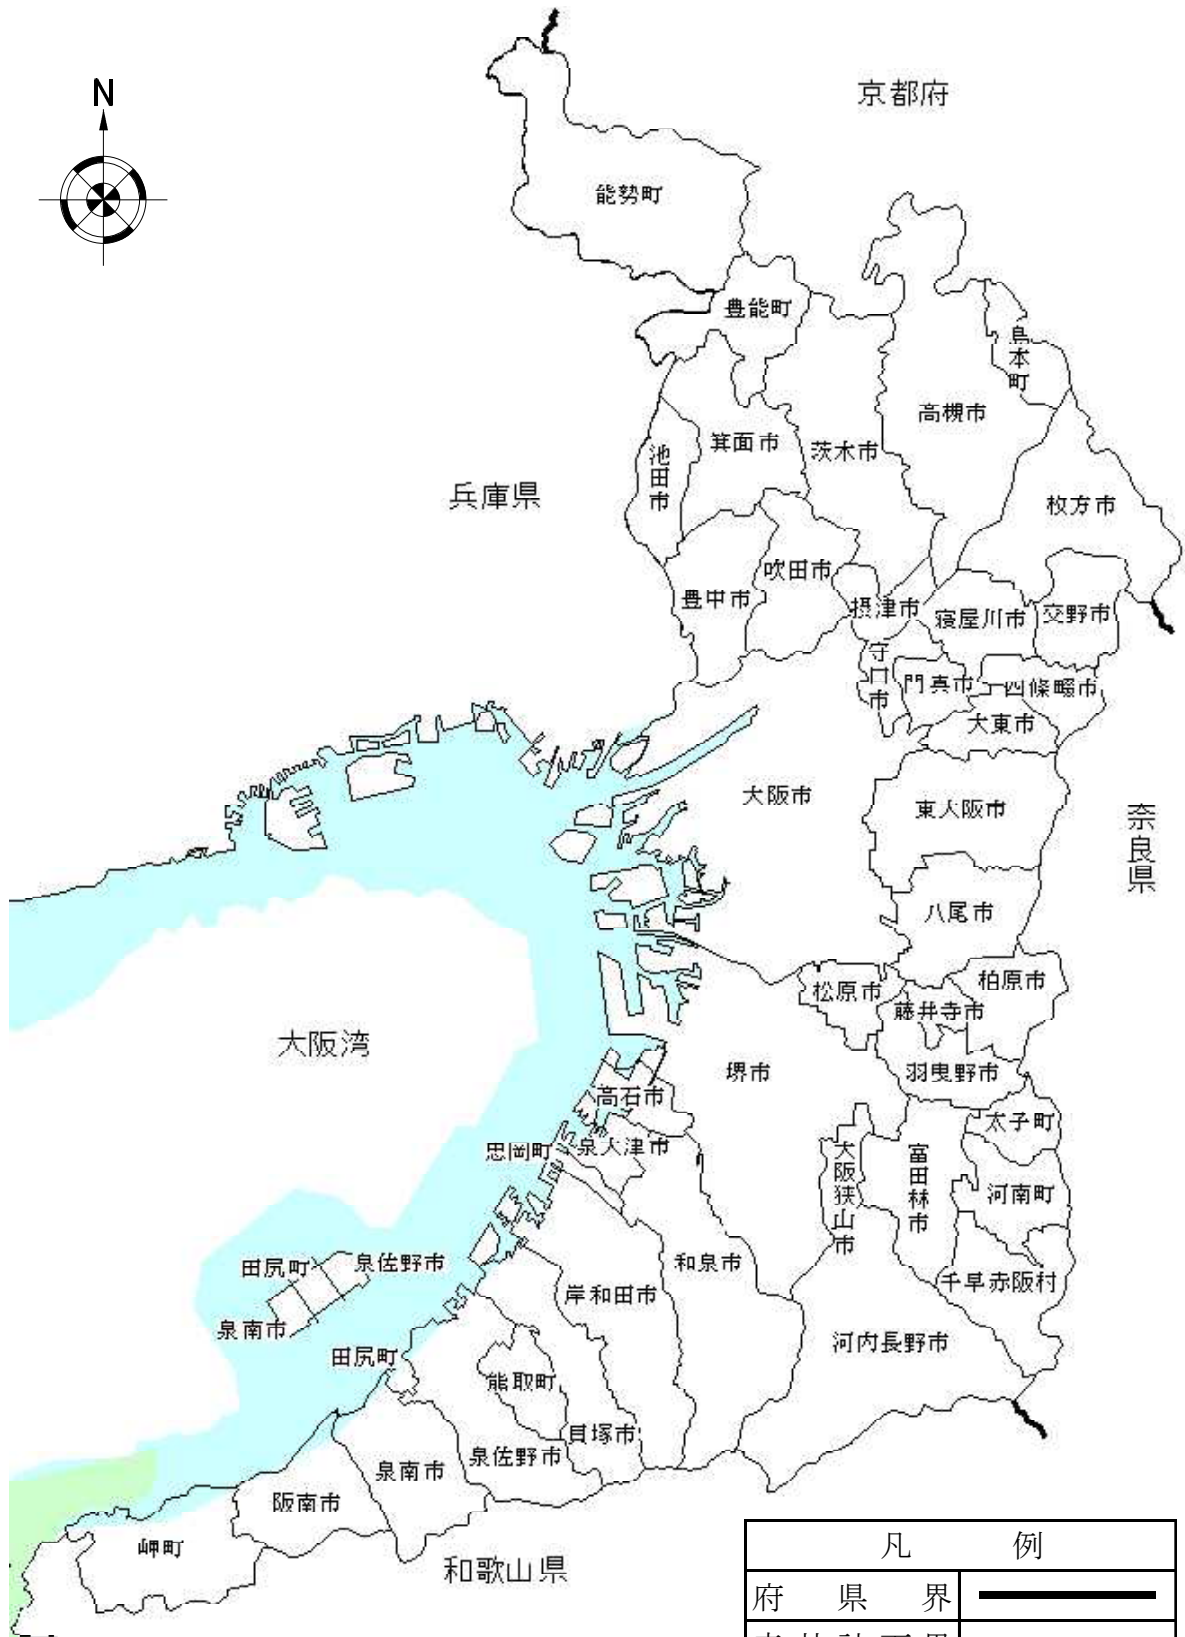 N
京都府
能勢町
豊能町
島本町
高槻市
箕面市
茨木市
池田市
兵庫県
枚方市
吹田市
豊中市
摂津市
寝屋川市
交野市
守口市
門真市
四條畷市
大東市
大阪市
東大阪市
奈良県
八尾市
柏原市
松原市
藤井寺市
大阪湾
堺市
羽曳野市
高石市
太子町
忠岡町
泉大津市
大阪狭山市
富田林市
河南町
田尻町
泉佐野市
和泉市
千早赤阪村
岸和田市
泉南市
河内長野市
田尻町
熊取町
貝塚市
泉佐野市
泉南市
阪南市
岬町
和歌山県
凡例
府県界